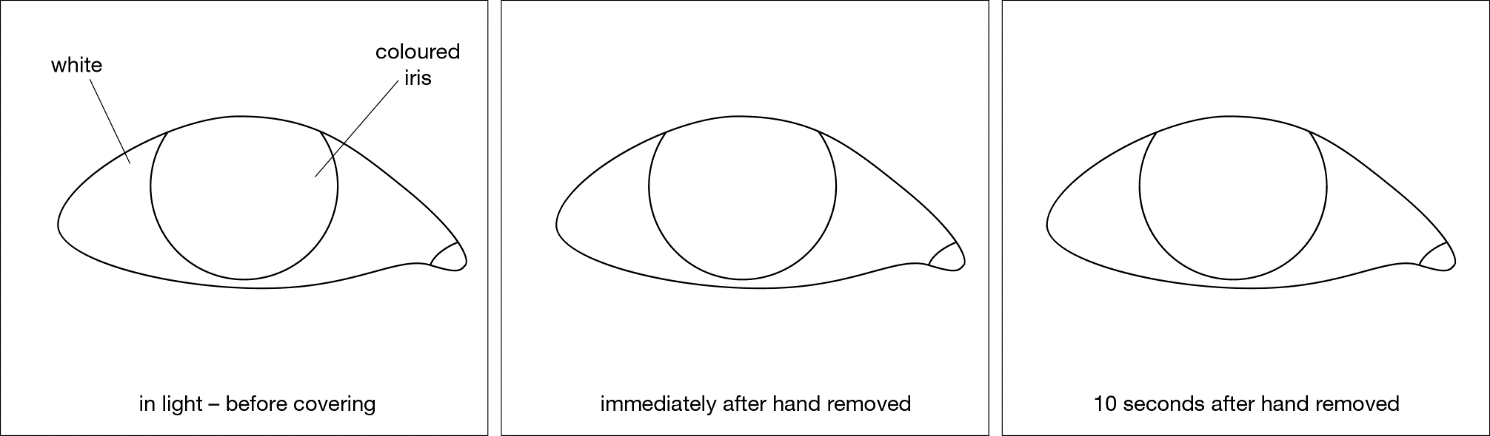 white
coloured
iris
in light – before covering
immediately after hand removed
10 seconds after hand removed